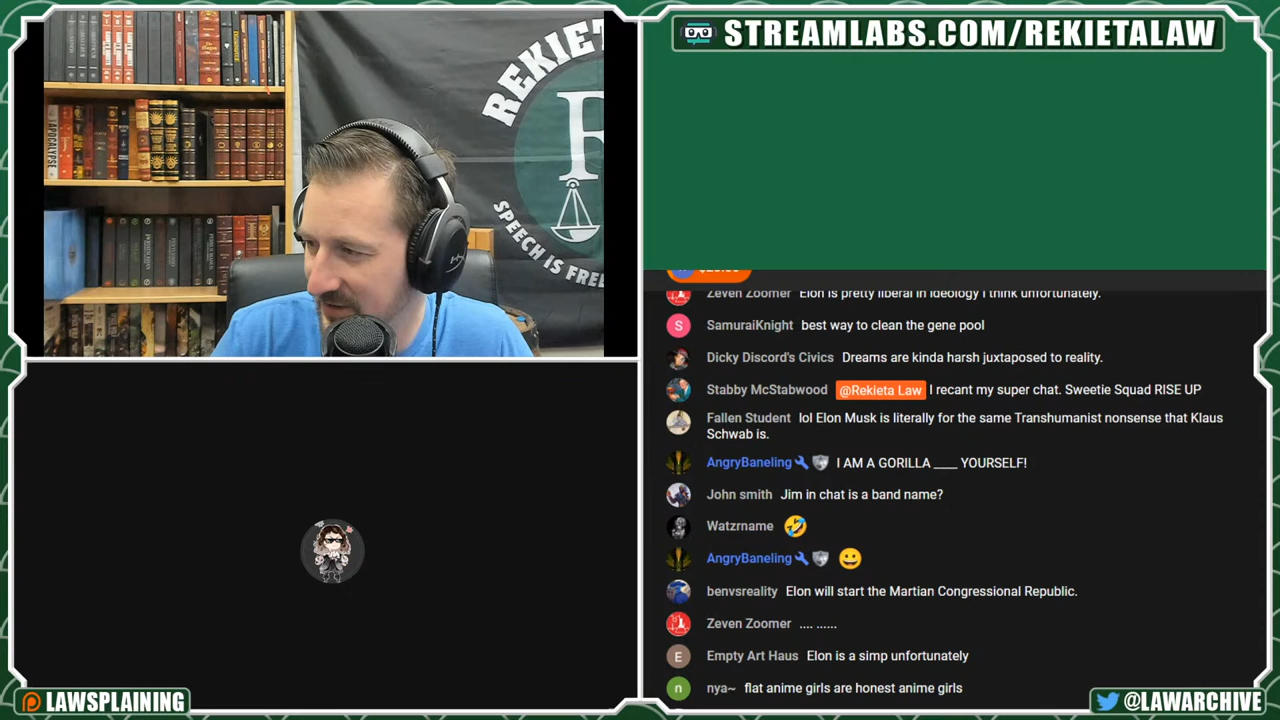 STREAMLABS.COM/REKIETALAW
REKIET
R
SPEECH IS FREE
APOCALYPSE
Zeven Zoomer Elon is pretty liberal in ideology I think unfortunately.
S SamuraiKnight best way to clean the gene pool
Dicky Discord's Civics Dreams are kinda harsh juxtaposed to reality.
Stabby McStabwood @Rekieta Law I recant my super chat. Sweetie Squad RISE UP
Fallen Student lol Elon Musk is literally for the same Transhumanist nonsense that Klaus
Schwab is.
AngryBaneling I AM A GORILLA ____ YOURSELF!
John smith Jim in chat is a band name?
Watzrname 🤣
AngryBaneling 😀
benvsreality Elon will start the Martian Congressional Republic.
Zeven Zoomer .... ......
E Empty Art Haus Elon is a simp unfortunately
n nya~ flat anime girls are honest anime girls
LAWSPLAINING
@LAWARCHIVE